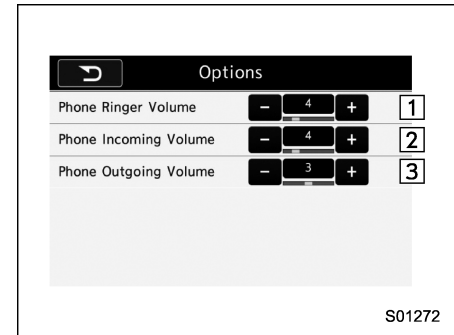 Options
Phone Ringer Volume - 4 + 1
Phone Incoming Volume - 4 + 2
Phone Outgoing Volume - 3 + 3
S01272